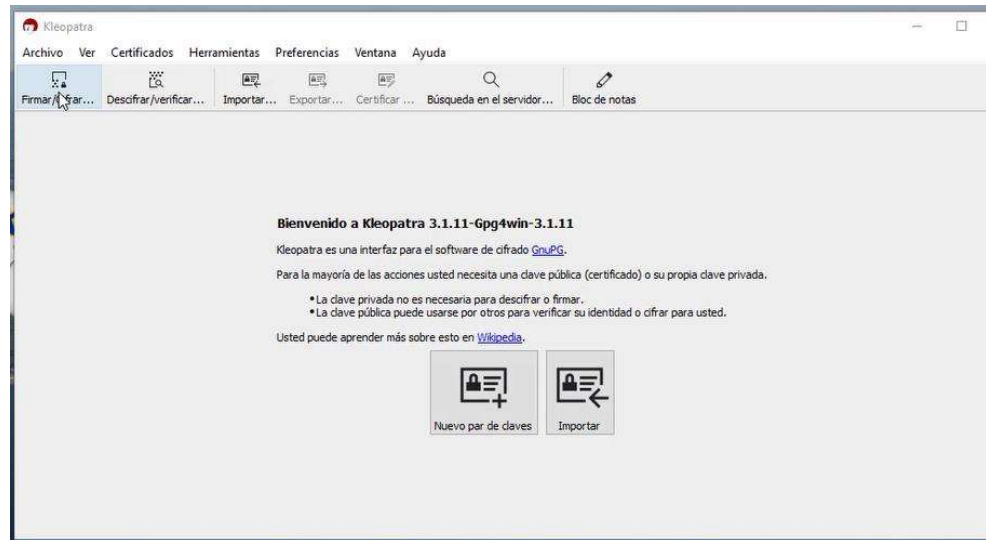 Kleopatra
Archivo Ver Certificados Herramientas Preferencias Ventana Ayuda
Firmar/ frar... Descifrar/verificar... Importar... Exportar... Certificar ... Búsqueda en el servidor... Bloc de notas
Bienvenido a Kleopatra 3.1.11-Gpg4win-3.1.11
Kleopatra es una interfaz para el software de cifrado GnuPG.
Para la mayoría de las acciones usted necesita una clave pública (certificado) o su propia clave privada.
•La clave privada no es necesaria para descifrar o firmar.
•La clave pública puede usarse por otros para verificar su identidad o cifrar para usted.
Usted puede aprender más sobre esto en Wikipedia.
Nuevo par de claves Importar